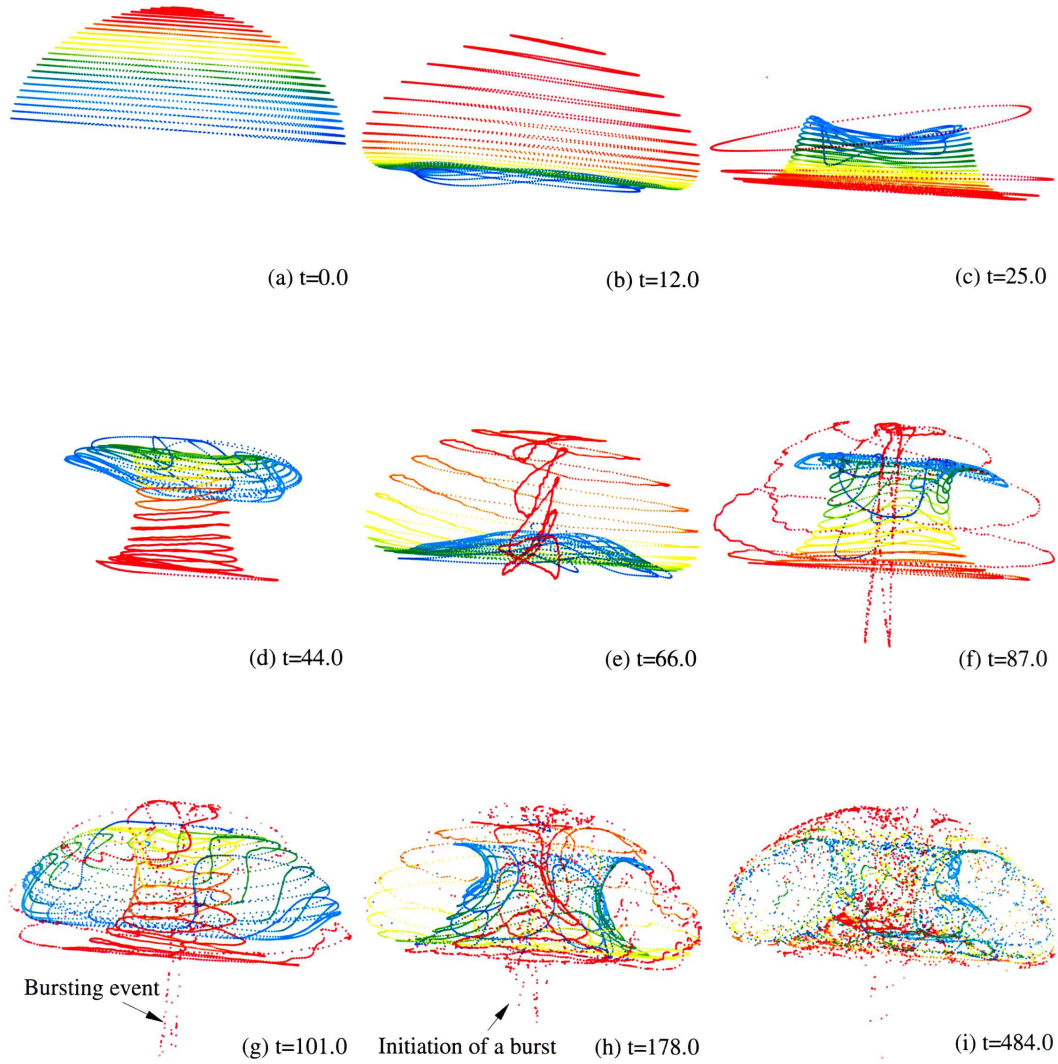 (a) t=0.0
(b) t=12.0
(c) t=25.0
(d) t=44.0
(e) t=66.0
(f) t=87.0
Bursting event
(g) t=101.0
Initiation of a burst
(h) t=178.0
(i) t=484.0